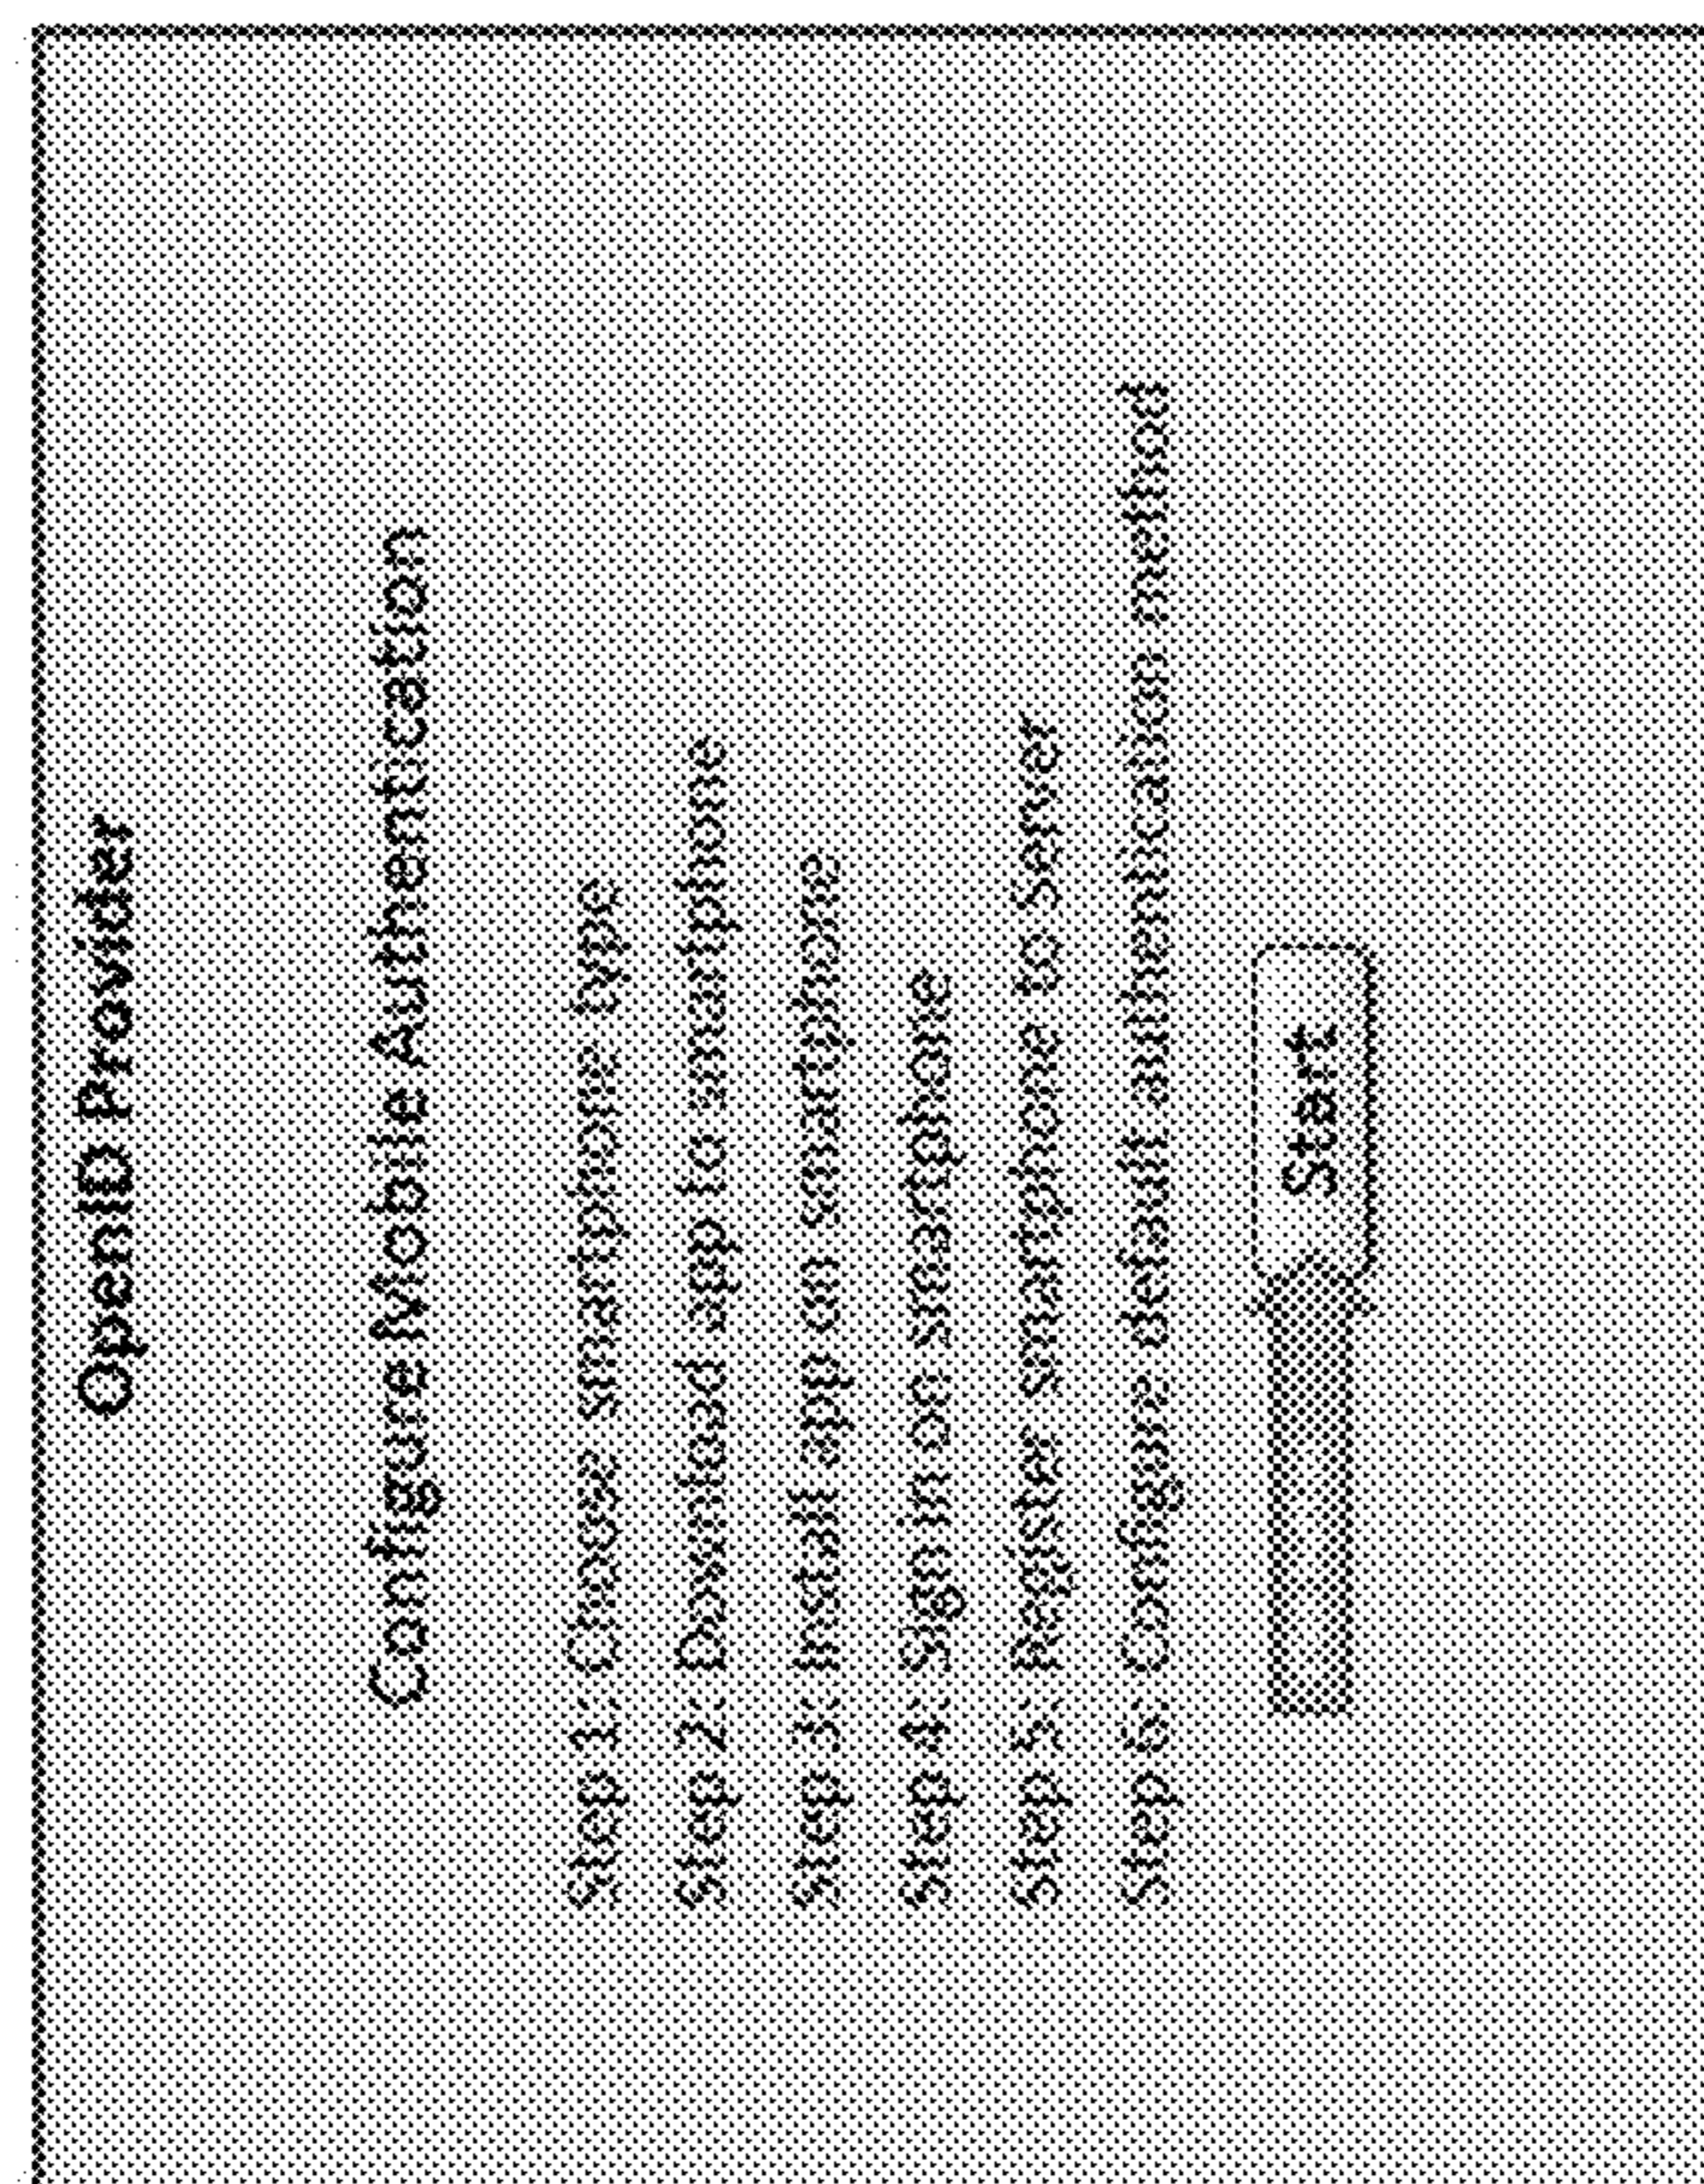 OpenID Provider
Configure Mobile Authentication
Step 1: Choose smartphone type
Step 2: Download app to smartphone
Step 3: Install app on smartphone
Step 4: Sign in on smartphone
Step 5: Register smartphone to Server
Step 6: Configure default authentication method
Start